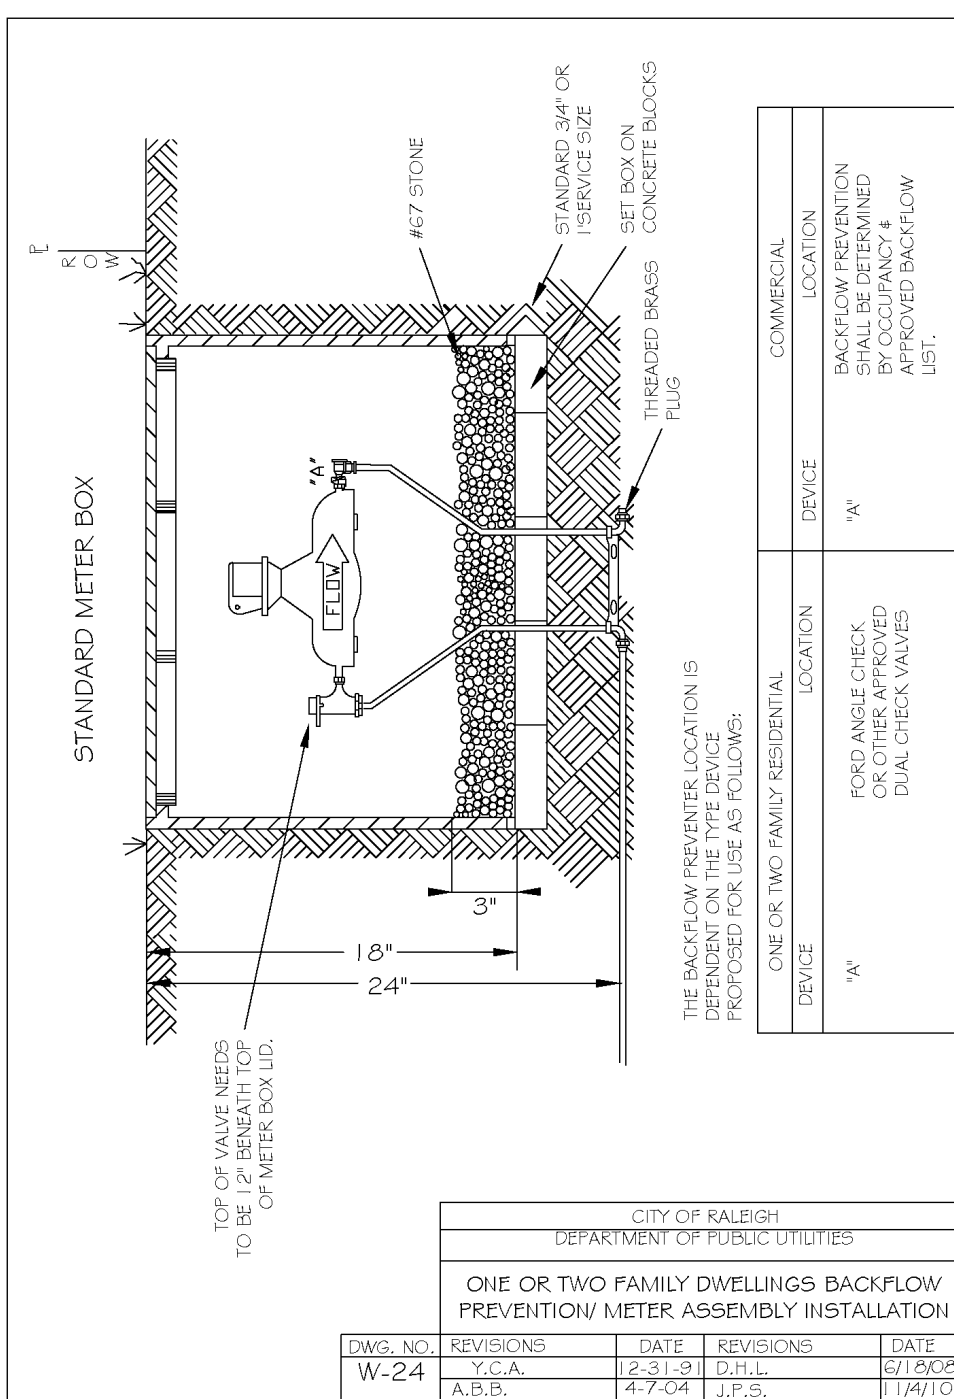 STANDARD METER BOX
PL
R
O
W
#67 STONE
STANDARD 3/4" OR
1"SERVICE SIZE
SET BOX ON
CONCRETE BLOCKS
THREADED BRASS
PLUG
"A"
FLOW
3"
18"
24"
TOP OF VALVE NEEDS
TO BE 12" BENEATH TOP
OF METER BOX LID.
THE BACKFLOW PREVENTER LOCATION IS
DEPENDENT ON THE TYPE DEVICE
PROPOSED FOR USE AS FOLLOWS:
ONE OR TWO FAMILY RESIDENTIAL
COMMERCIAL
DEVICE
LOCATION
DEVICE
LOCATION
"A"
FORD ANGLE CHECK
OR OTHER APPROVED
DUAL CHECK VALVES
"A"
BACKFLOW PREVENTION
SHALL BE DETERMINED
BY OCCUPANCY &
APPROVED BACKFLOW
LIST.
CITY OF RALEIGH
DEPARTMENT OF PUBLIC UTILITIES
ONE OR TWO FAMILY DWELLINGS BACKFLOW
PREVENTION/ METER ASSEMBLY INSTALLATION
DWG. NO. REVISIONS DATE REVISIONS DATE
W-24 Y.C.A. 12-31-91 D.H.L. 6/18/08
A.B.B. 4-7-04 J.P.S. 11/4/10